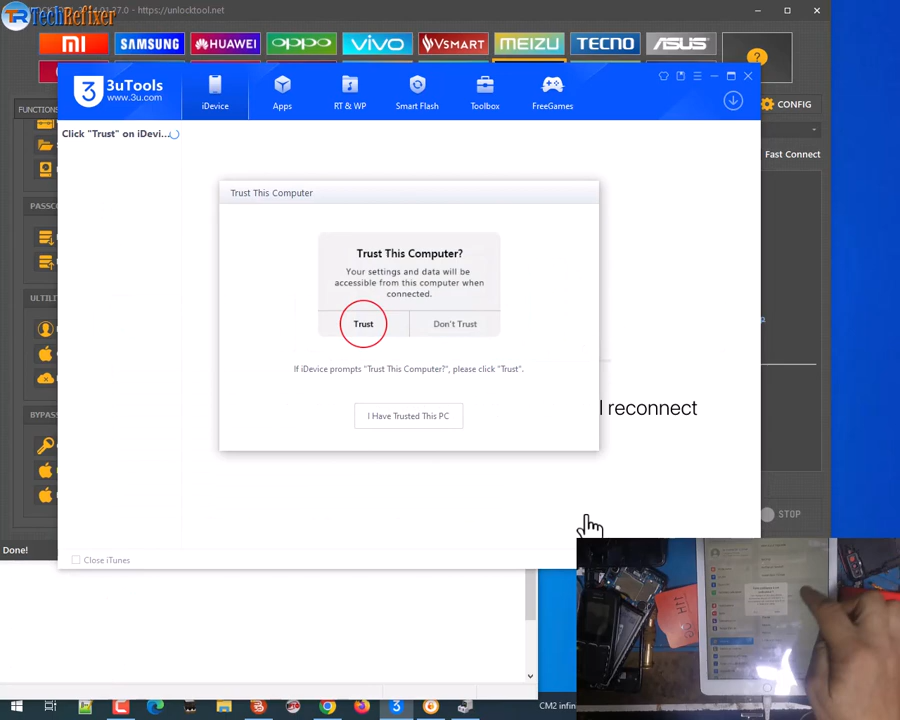 TechRefixer
https://unlocktool.net
mi
SAMSUNG
HUAWEI
oppo
vivo
VSMART
MEIZU
TECNO
ASUS
?
FUNCTIONS
CONFIG
Fast Connect
3uTools
www.3u.com
iDevice
Apps
RT & WP
Smart Flash
Toolbox
FreeGames
Click "Trust" on iDevi...
Trust This Computer
Trust This Computer?
Your settings and data will be
accessible from this computer when
connected.
Trust
Don't Trust
If iDevice prompts "Trust This Computer?", please click "Trust".
I Have Trusted This PC
reconnect
STOP
Done!
Close iTunes
CM2 infin